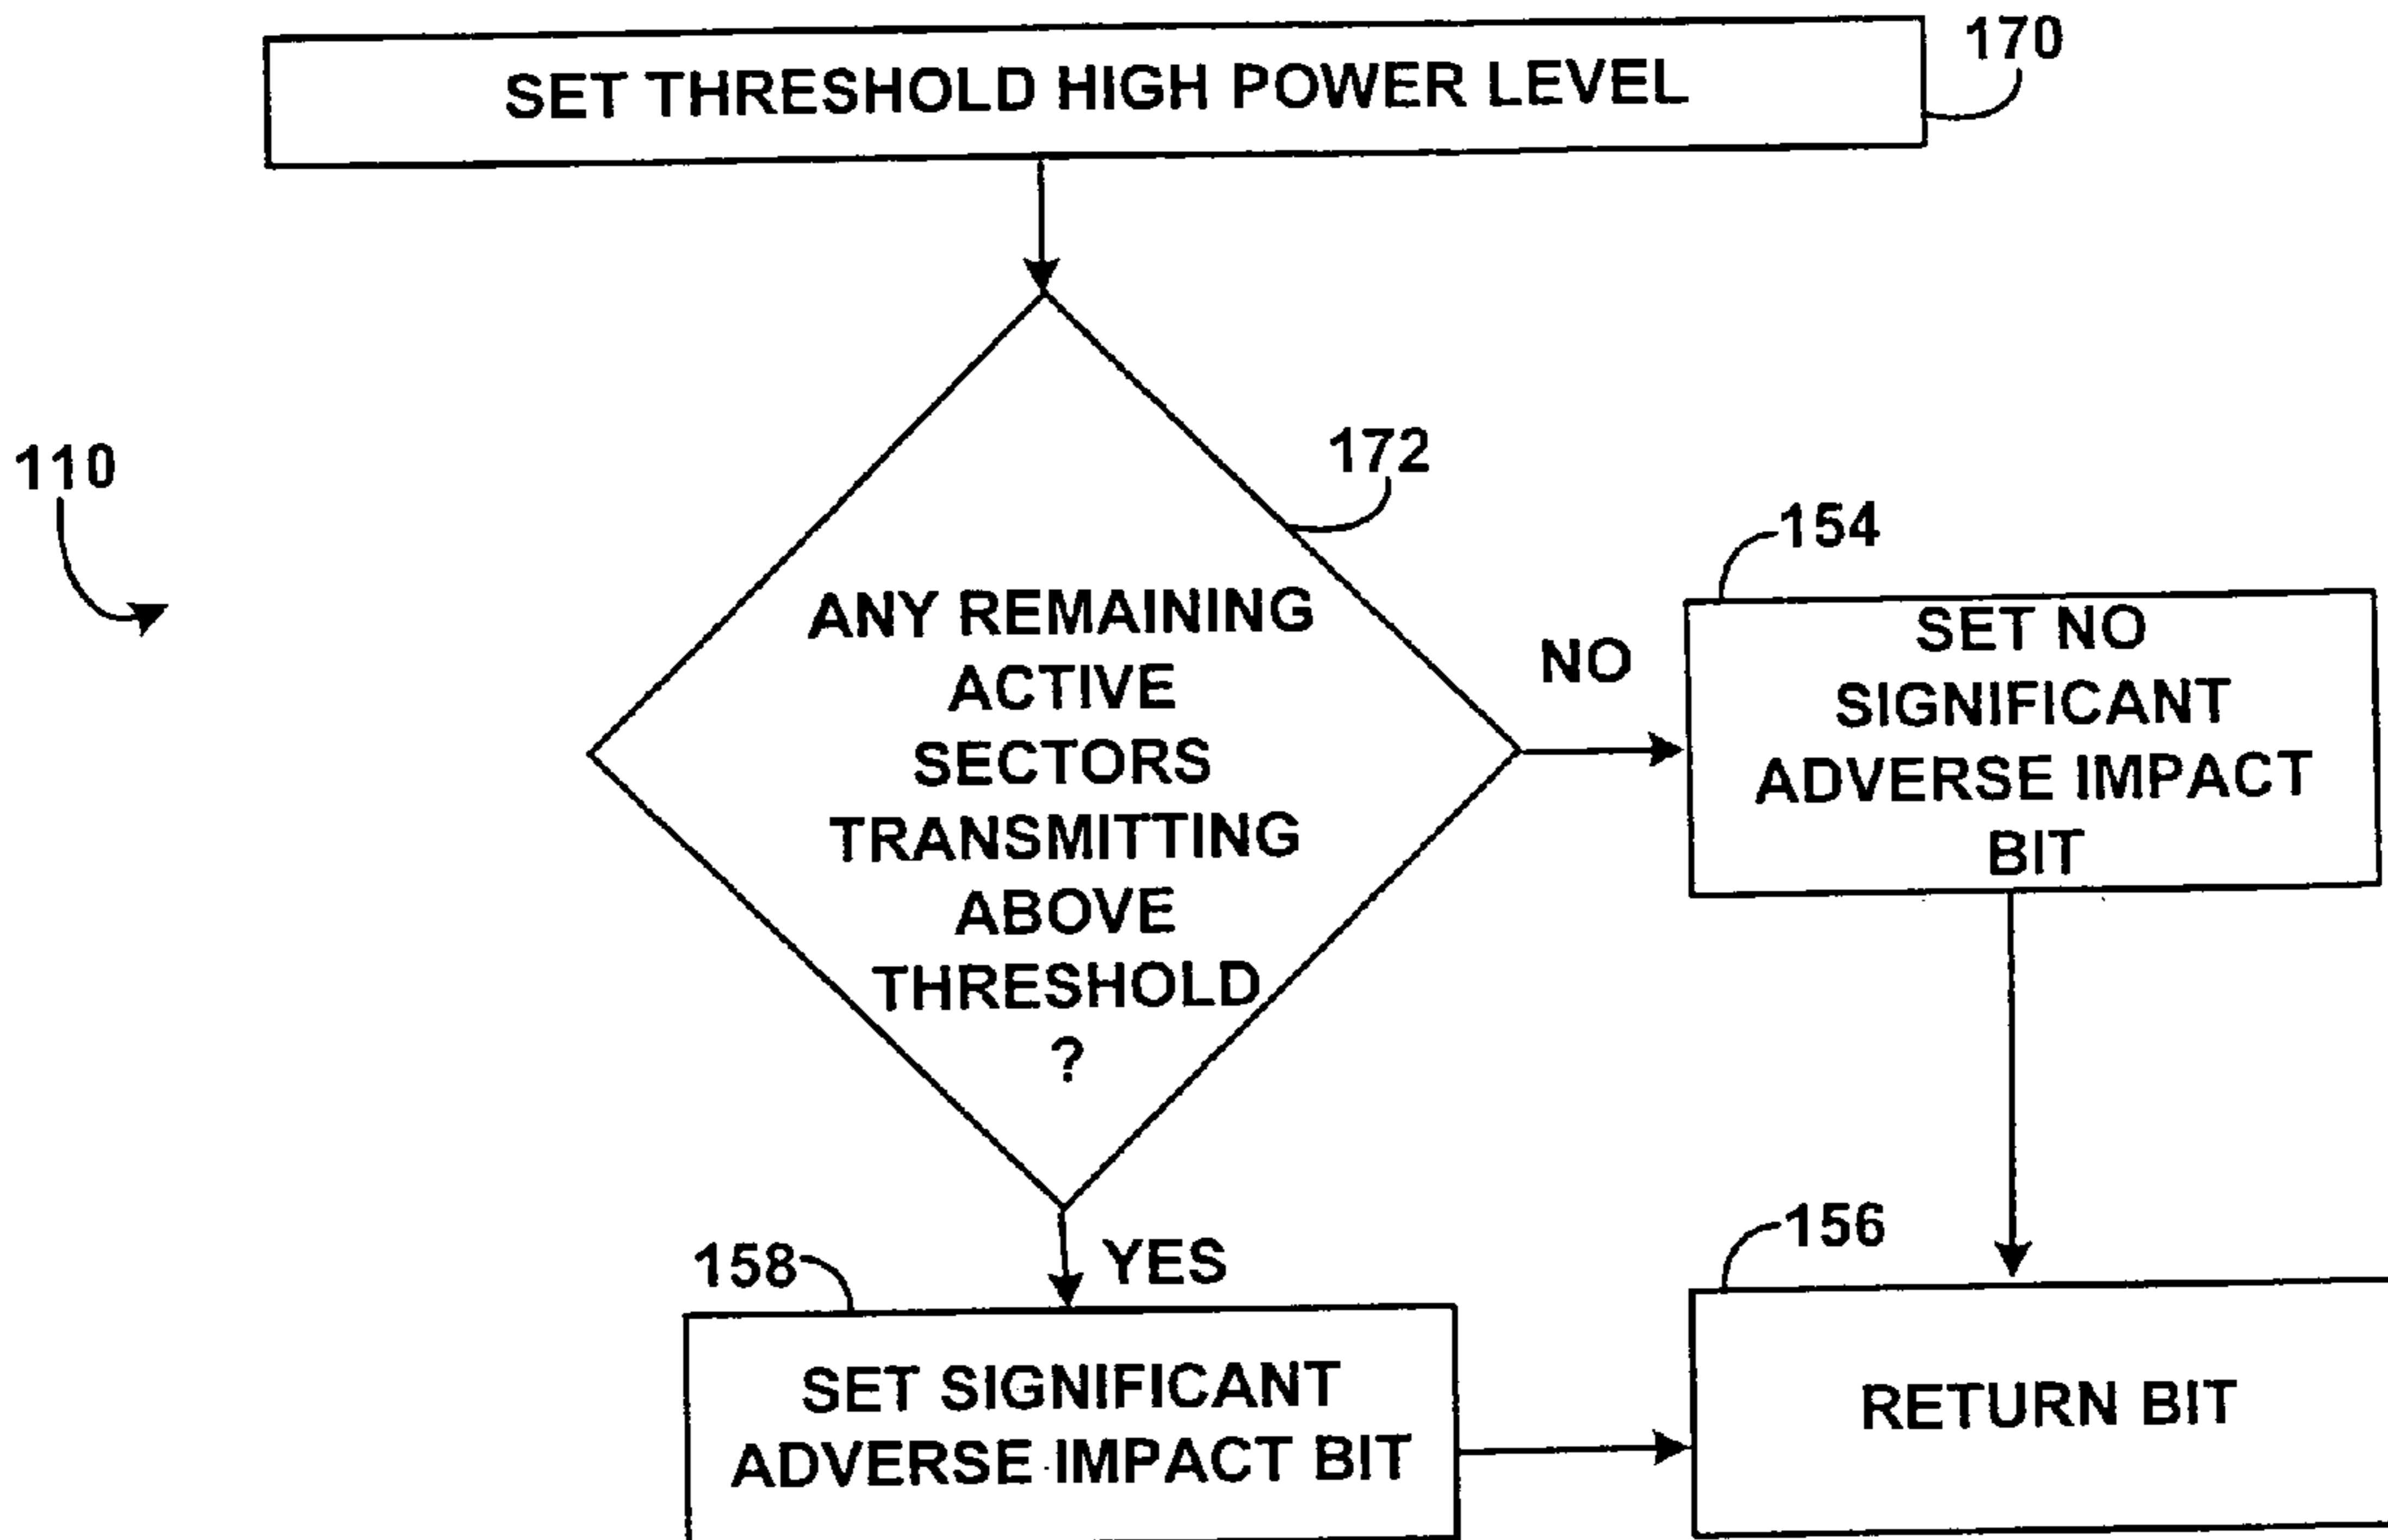 SET THRESHOLD HIGH POWER LEVEL
170
110
172
ANY REMAINING
ACTIVE
SECTORS
TRANSMITTING
ABOVE
THRESHOLD
?
NO
154
SET NO
SIGNIFICANT
ADVERSE IMPACT
BIT
YES
158
SET SIGNIFICANT
ADVERSE IMPACT BIT
156
RETURN BIT